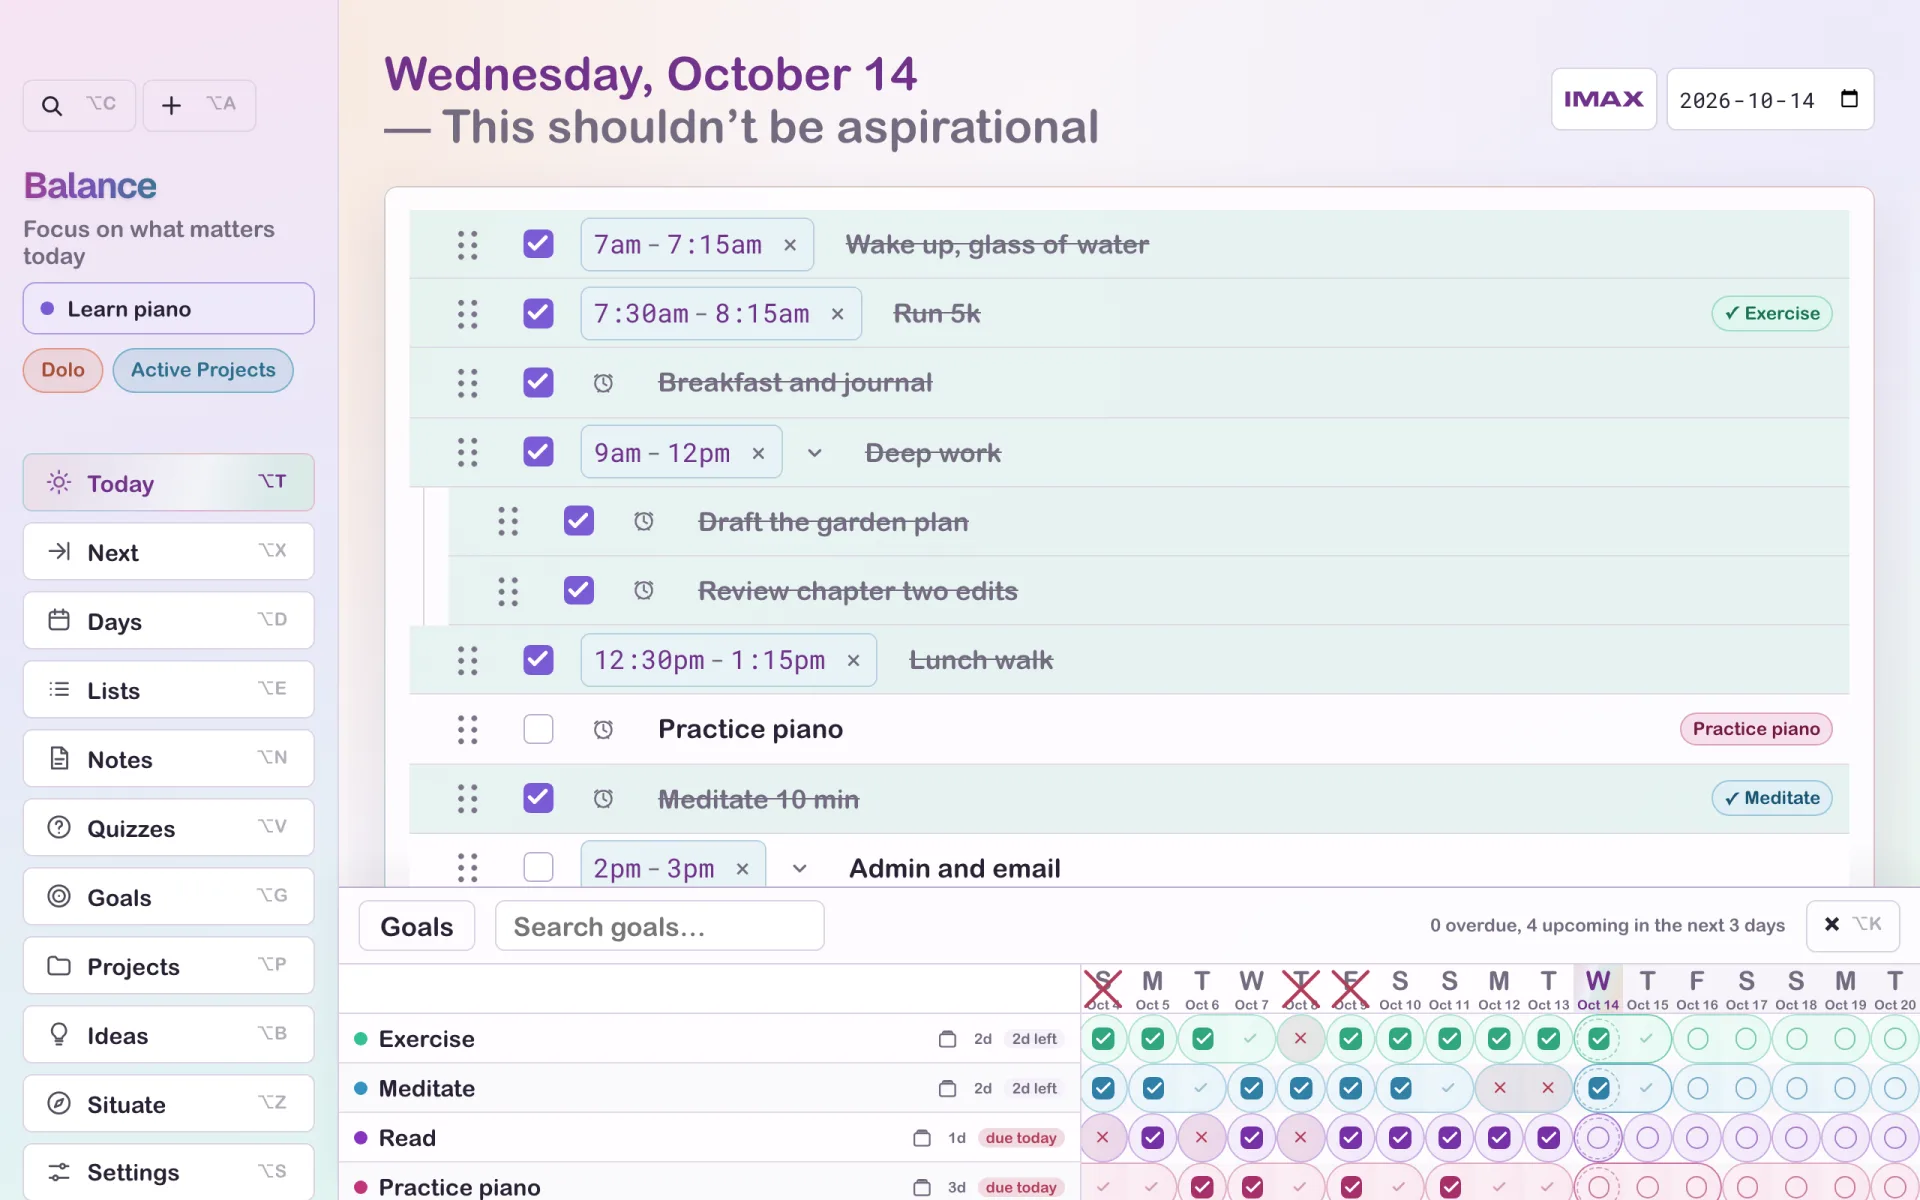 ⌥C
⌥A
Balance
Focus on what matters
today
Learn piano
Dolo
Active Projects
Today ⌥T
Next ⌥X
Days ⌥D
Lists ⌥E
Notes ⌥N
Quizzes ⌥V
Goals ⌥G
Projects ⌥P
Ideas ⌥B
Situate ⌥Z
Settings ⌥S
Wednesday, October 14
— This shouldn’t be aspirational
IMAX
2026-10-14
7am – 7:15am × Wake up, glass of water
7:30am – 8:15am × Run 5k ✓ Exercise
Breakfast and journal
9am – 12pm × Deep work
Draft the garden plan
Review chapter two edits
12:30pm – 1:15pm × Lunch walk
Practice piano Practice piano
Meditate 10 min ✓ Meditate
2pm – 3pm × Admin and email
Goals
Search goals...
0 overdue, 4 upcoming in the next 3 days
⌥K
S M T W T F S S M T W T F S S M T
Oct 4 Oct 5 Oct 6 Oct 7 Oct 8 Oct 9 Oct 10 Oct 11 Oct 12 Oct 13 Oct 14 Oct 15 Oct 16 Oct 17 Oct 18 Oct 19 Oct 20
Exercise 2d 2d left
Meditate 2d 2d left
Read 1d due today
Practice piano 3d due today